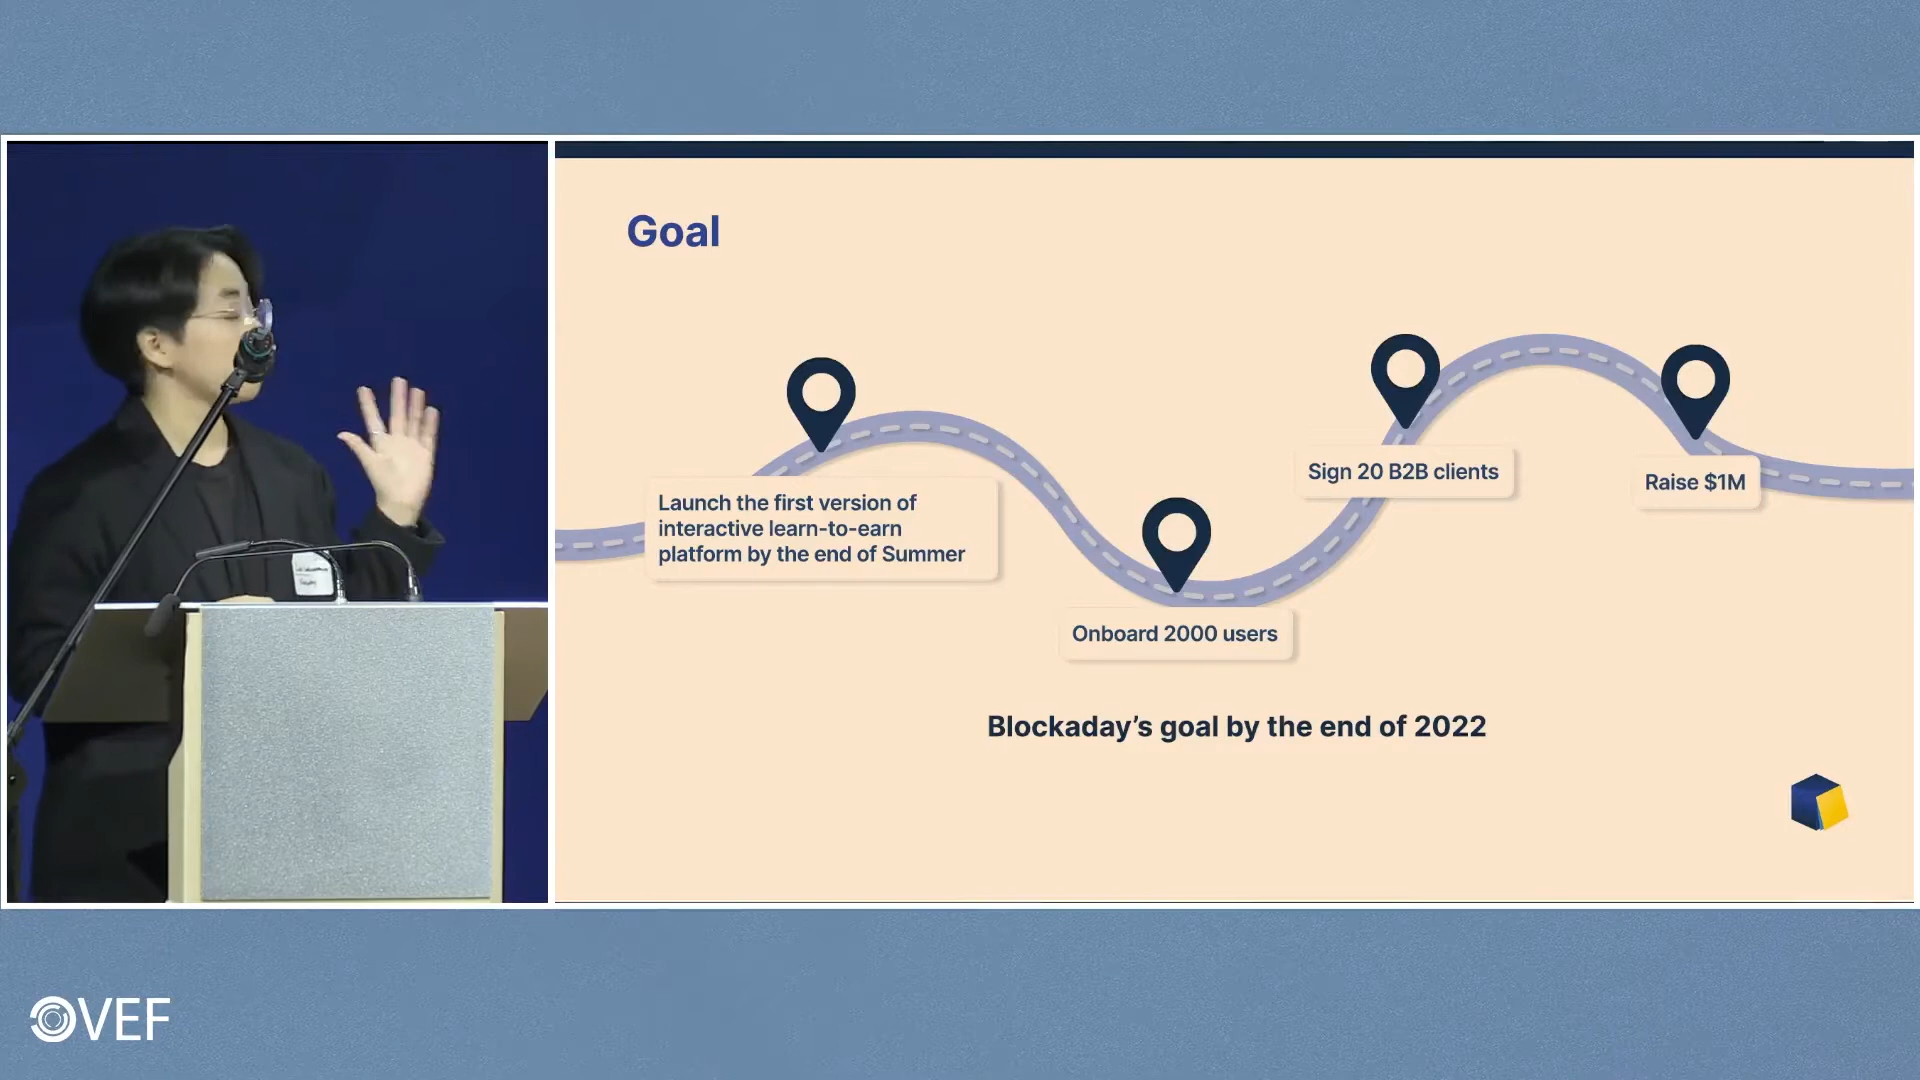 Goal
Launch the first version of
interactive learn-to-earn
platform by the end of Summer
Onboard 2000 users
Sign 20 B2B clients
Raise $1M
Blockaday’s goal by the end of 2022
VEF